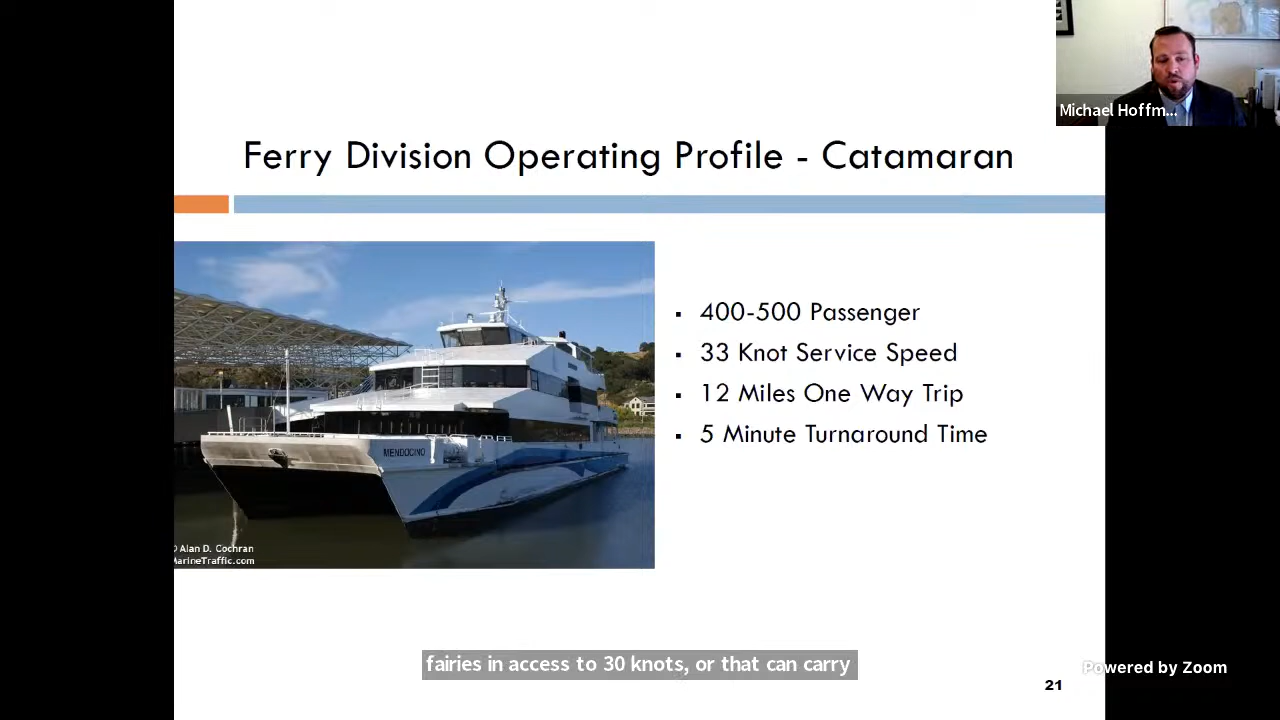 Michael Hoffm...
Ferry Division Operating Profile - Catamaran
▪ 400-500 Passenger
▪ 33 Knot Service Speed
▪ 12 Miles One Way Trip
▪ 5 Minute Turnaround Time
MENDOCINO
© Alan D. Cochran
MarineTraffic.com
fairies in access to 30 knots, or that can carry
Powered by Zoom
21